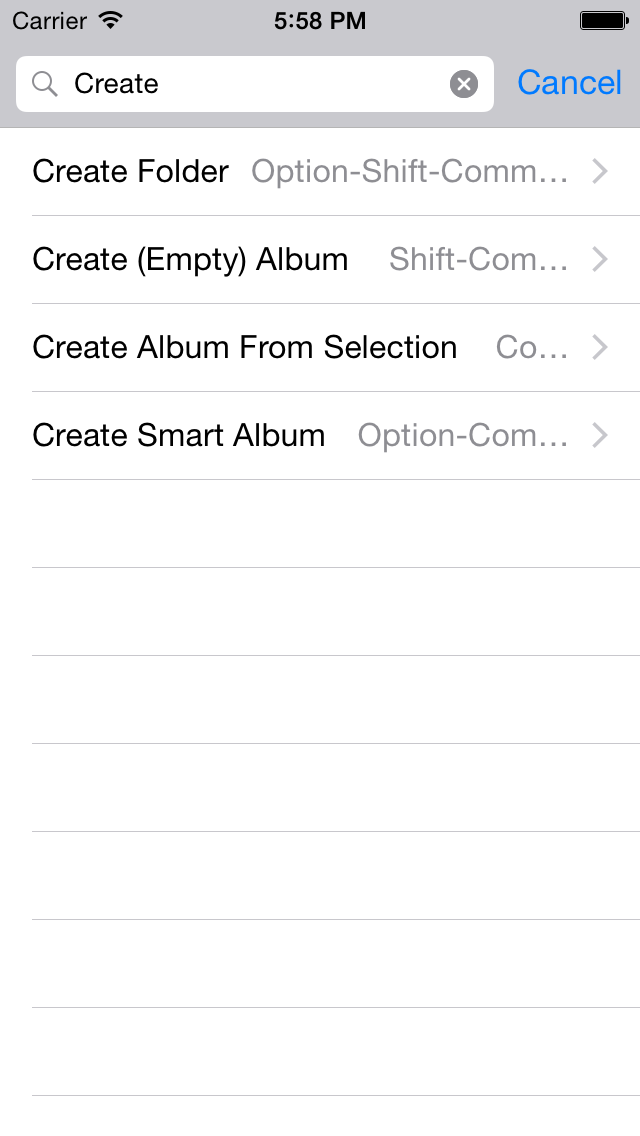 Carrier 5:58 PM
Create Cancel
Create Folder Option-Shift-Comm...
Create (Empty) Album Shift-Com...
Create Album From Selection Co...
Create Smart Album Option-Com...